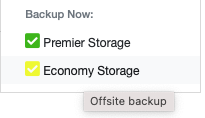 Backup Now:
Premier Storage
Economy Storage
Offsite backup